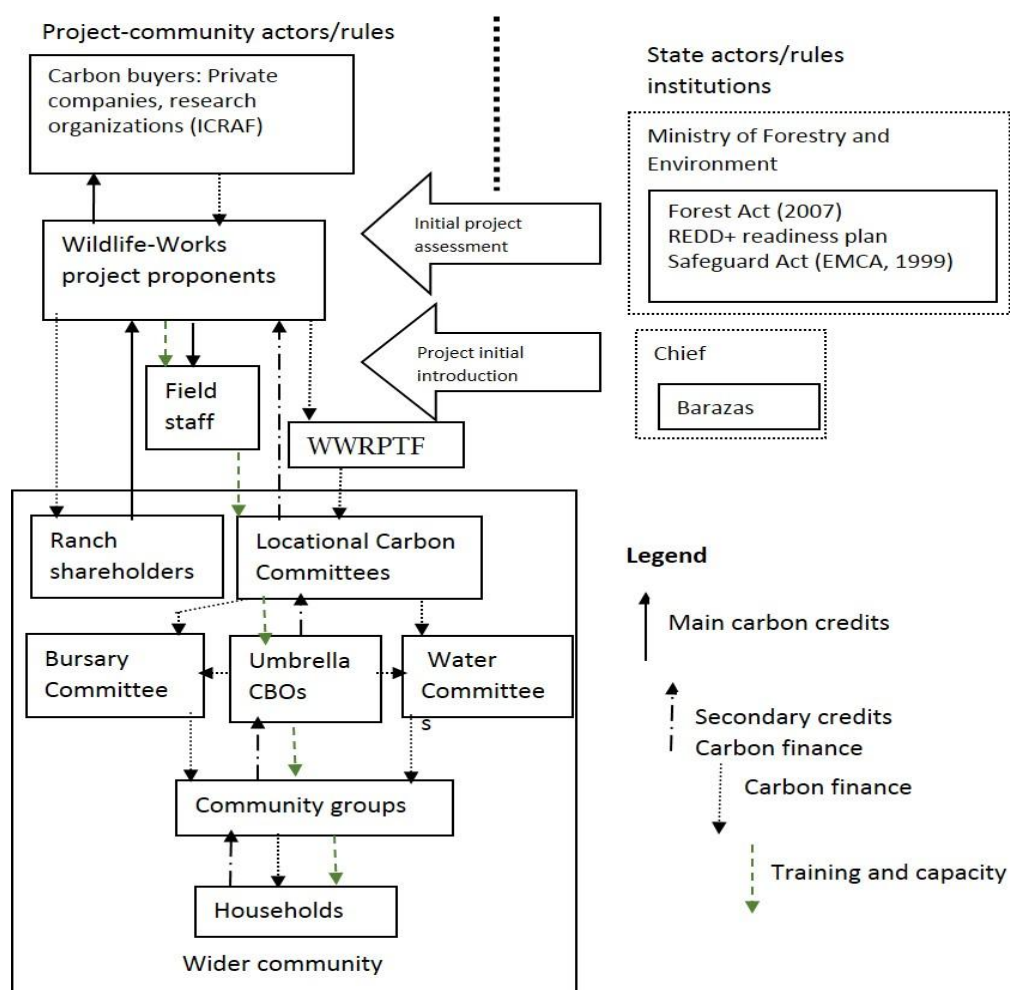 Project-community actors/rules
Carbon buyers: Private
companies, research
organizations (ICRAF)
State actors/rules
institutions
Ministry of Forestry and
Environment
Forest Act (2007)
REDD+ readiness plan
Safeguard Act (EMCA, 1999)
Initial project
assessment
Wildlife-Works
project proponents
Project initial
introduction
Chief
Barazas
Field
staff
WWRPTF
Ranch
shareholders
Locational Carbon
Committees
Bursary
Committee
Umbrella
CBOs
Water
Committee
s
Community groups
Households
Wider community
Legend
Main carbon credits
Secondary credits
Carbon finance
Carbon finance
Training and capacity